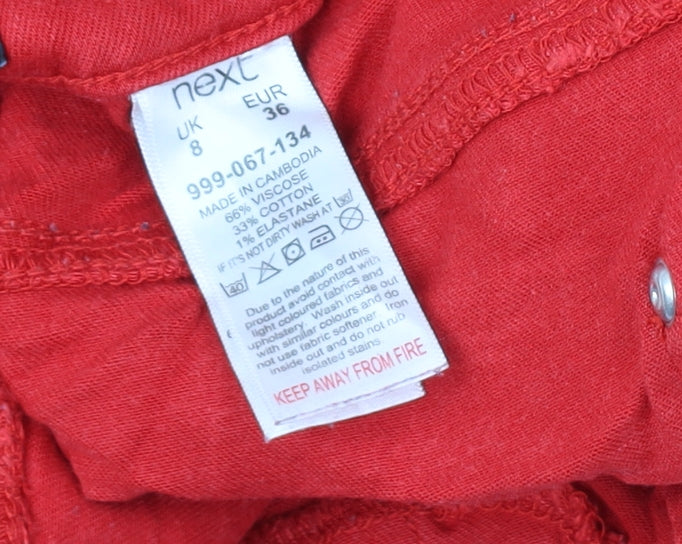 next
UK EUR
8 36
999-067-134
MADE IN CAMBODIA
66% VISCOSE
33% COTTON
1% ELASTANE
IF IT'S NOT DIRTY WASH AT 30
40
Due to the nature of this
product avoid contact with
light coloured fabrics and
upholstery. Wash inside out
with similar colours and do
not use fabric softener. Iron
inside out and do not rub
isolated stains
KEEP AWAY FROM FIRE